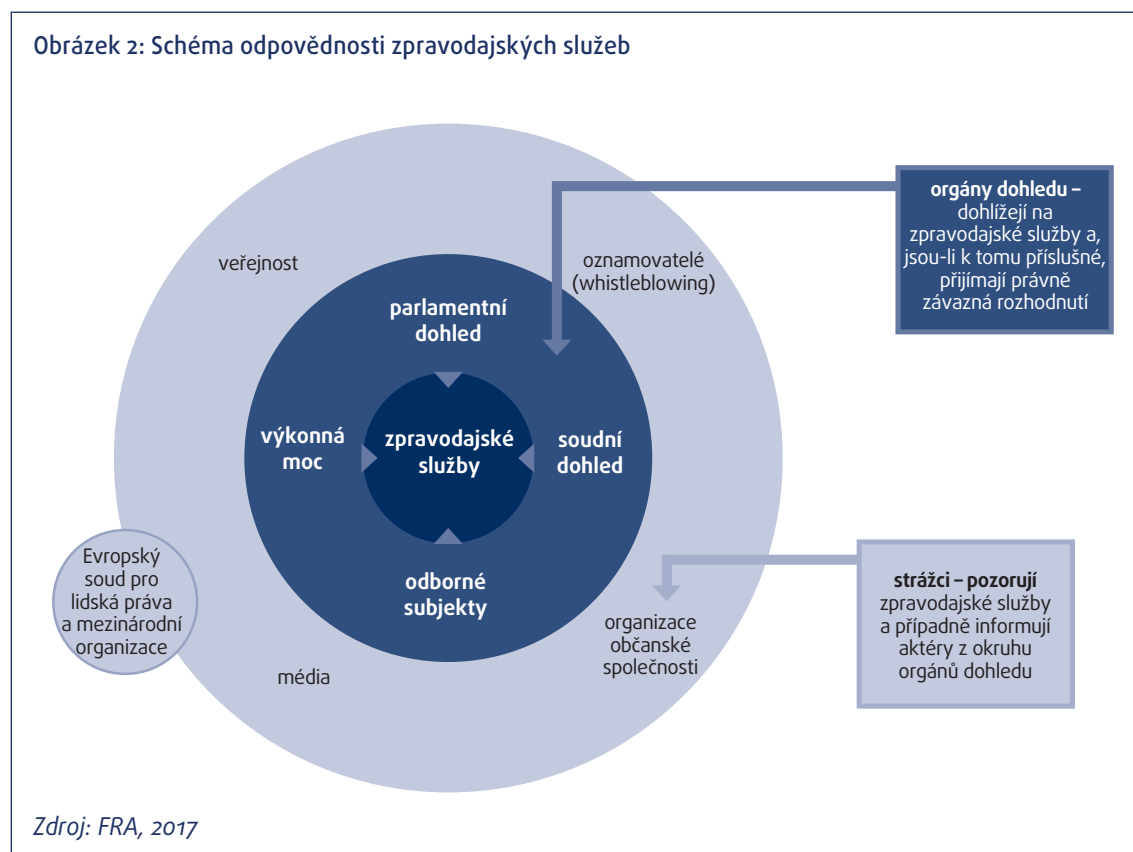 Obrázek 2: Schéma odpovědnosti zpravodajských služeb
orgány dohledu –
dohlížejí na
zpravodajské služby a,
jsou-li k tomu příslušné,
přijímají právně
závazná rozhodnutí
veřejnost
oznamovatelé
(whistleblowing)
parlamentní
dohled
výkonná
moc
zpravodajské
služby
soudní
dohled
odborné
subjekty
Evropský
soud pro
lidská práva
a mezinárodní
organizace
média
organizace
občanské
společnosti
strážci – pozorují
zpravodajské služby
a případně informují
aktéry z okruhu
orgánů dohledu
Zdroj: FRA, 2017